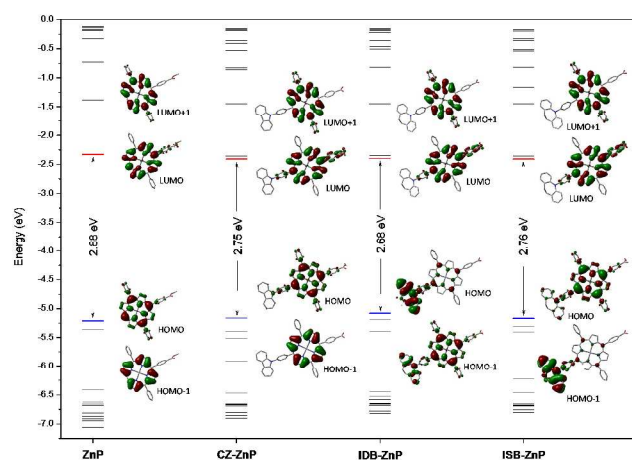 0.0
-0.5
-1.0
-1.5
-2.0
-2.5
-3.0
-3.5
-4.0
-4.5
-5.0
-5.5
-6.0
-6.5
-7.0
Energy (eV)
LUMO+1
LUMO
2.88 eV
HOMO
HOMO-1
LUMO+1
LUMO
2.75 eV
HOMO
HOMO-1
LUMO+1
LUMO
2.68 eV
HOMO
HOMO-1
LUMO+1
LUMO
2.76 eV
HOMO
HOMO-1
ZnP
CZ-ZnP
IDB-ZnP
ISB-ZnP